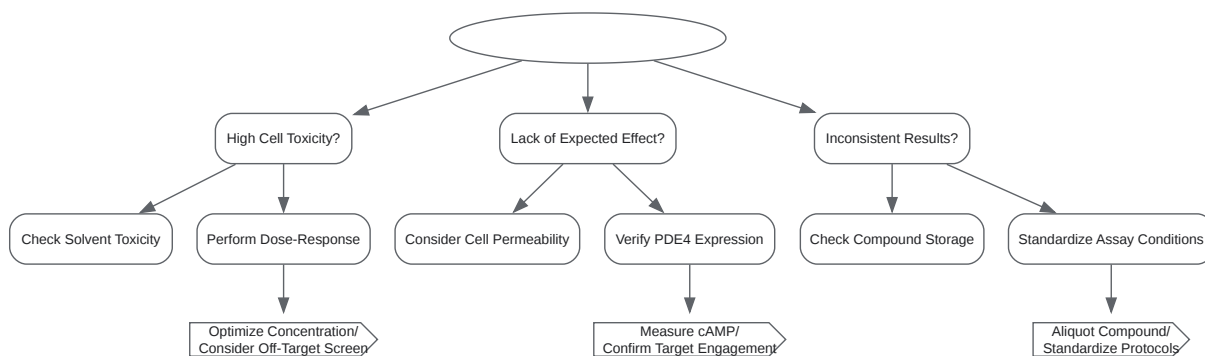 High Cell Toxicity?
Lack of Expected Effect?
Inconsistent Results?
Check Solvent Toxicity
Perform Dose-Response
Consider Cell Permeability
Verify PDE4 Expression
Check Compound Storage
Standardize Assay Conditions
Optimize Concentration/
Consider Off-Target Screen
Measure cAMP/
Confirm Target Engagement
Aliquot Compound/
Standardize Protocols